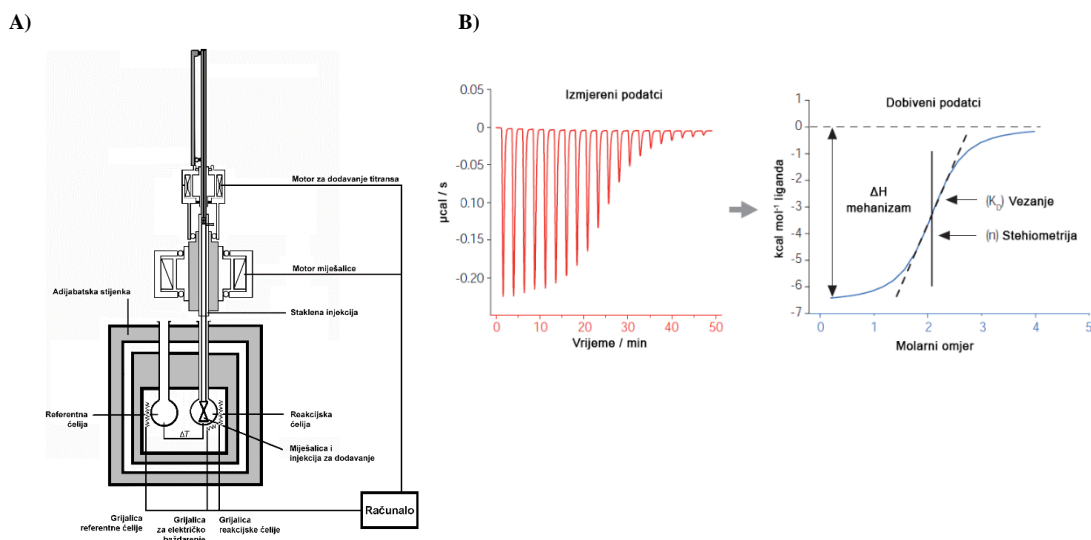 A)
Motor za dodavanje titransa
Motor miješalice
Adijabatska stijenka
Staklena injekcija
Referentna
ćelija
Reakcijska
ćelija
ΔT
Miješalica i
injekcija za dodavanje
Računalo
Grijalica
referentne ćelije
Grijalica
za električko
baždarenje
Grijalica
reakcijske ćelije
B)
Izmjereni podatci
0.05
0
-0.05
-0.10
-0.15
-0.20
µcal / s
0 10 20 30 40 50
Vrijeme / min
Dobiveni podatci
1
0
-1
-2
-3
-4
-5
-6
-7
kcal mol⁻¹ liganda
ΔH
mehanizam
(K_D) Vezanje
(n) Stehiometrija
0 1 2 3 4 5
Molarni omjer